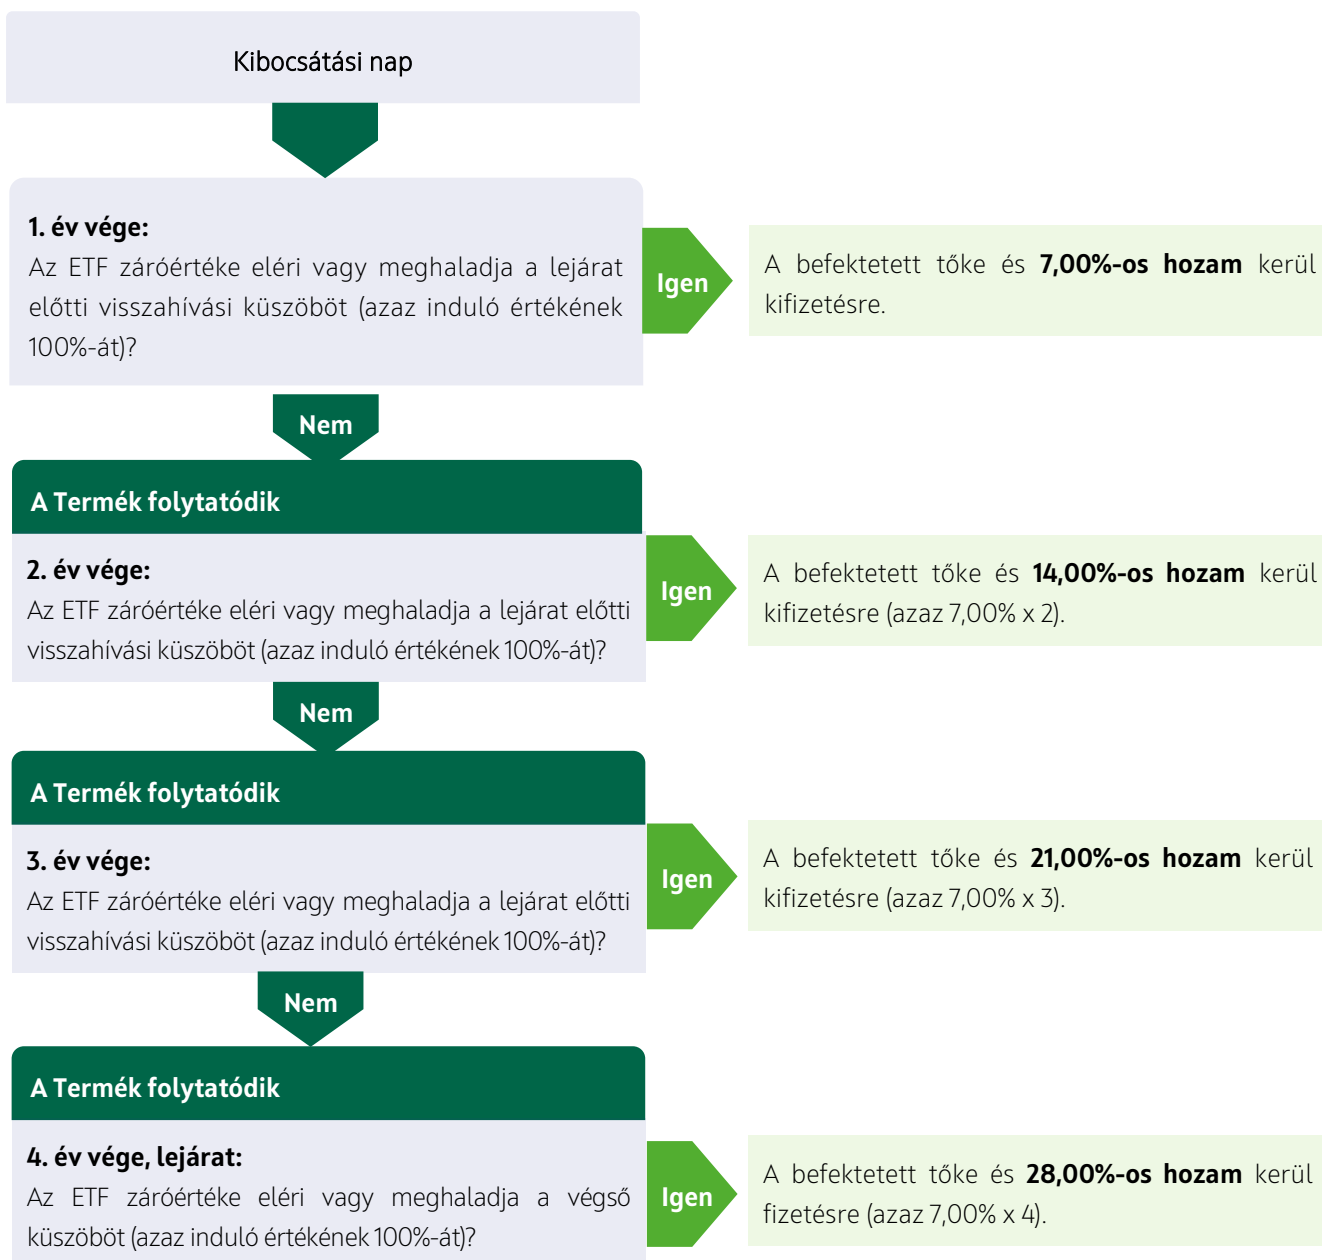 Kibocsátási nap
1. év vége:
Az ETF záróértéke eléri vagy meghaladja a lejárat
előtti visszahívási küszöböt (azaz induló értékének
100%-át)?
Igen
A befektetett tőke és 7,00%-os hozam kerül
kifizetésre.
Nem
A Termék folytatódik
2. év vége:
Az ETF záróértéke eléri vagy meghaladja a lejárat előtti
visszahívási küszöböt (azaz induló értékének 100%-át)?
Igen
A befektetett tőke és 14,00%-os hozam kerül
kifizetésre (azaz 7,00% x 2).
Nem
A Termék folytatódik
3. év vége:
Az ETF záróértéke eléri vagy meghaladja a lejárat előtti
visszahívási küszöböt (azaz induló értékének 100%-át)?
Igen
A befektetett tőke és 21,00%-os hozam kerül
kifizetésre (azaz 7,00% x 3).
Nem
A Termék folytatódik
4. év vége, lejárat:
Az ETF záróértéke eléri vagy meghaladja a végső
küszöböt (azaz induló értékének 100%-át)?
Igen
A befektetett tőke és 28,00%-os hozam kerül
fizetésre (azaz 7,00% x 4).